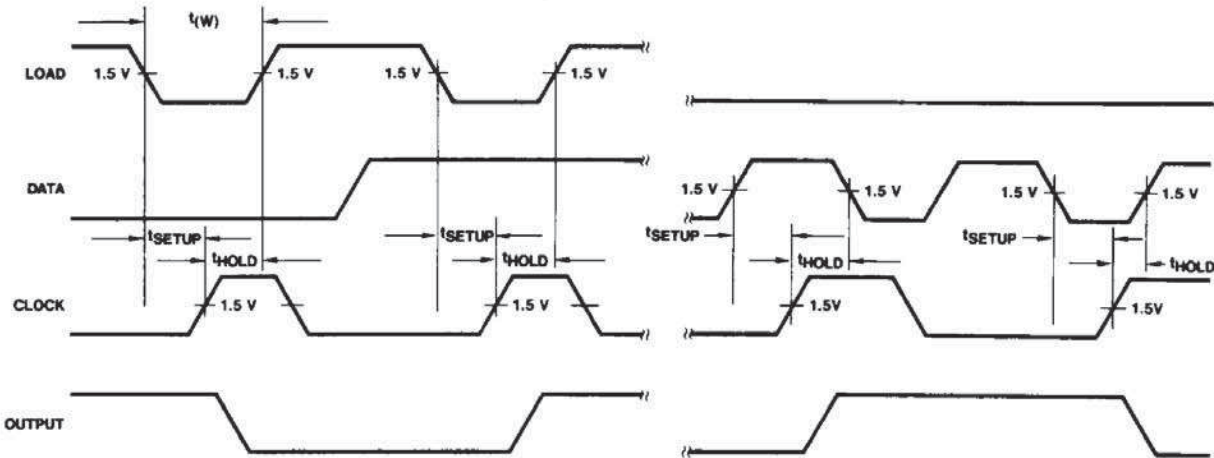 t(W)
LOAD 1.5 V 1.5 V 1.5 V 1.5 V
DATA 1.5 V 1.5 V 1.5 V 1.5 V
tSETUP tSETUP tSETUP tSETUP
tHOLD tHOLD tHOLD tHOLD
CLOCK 1.5 V 1.5 V 1.5V 1.5V
OUTPUT